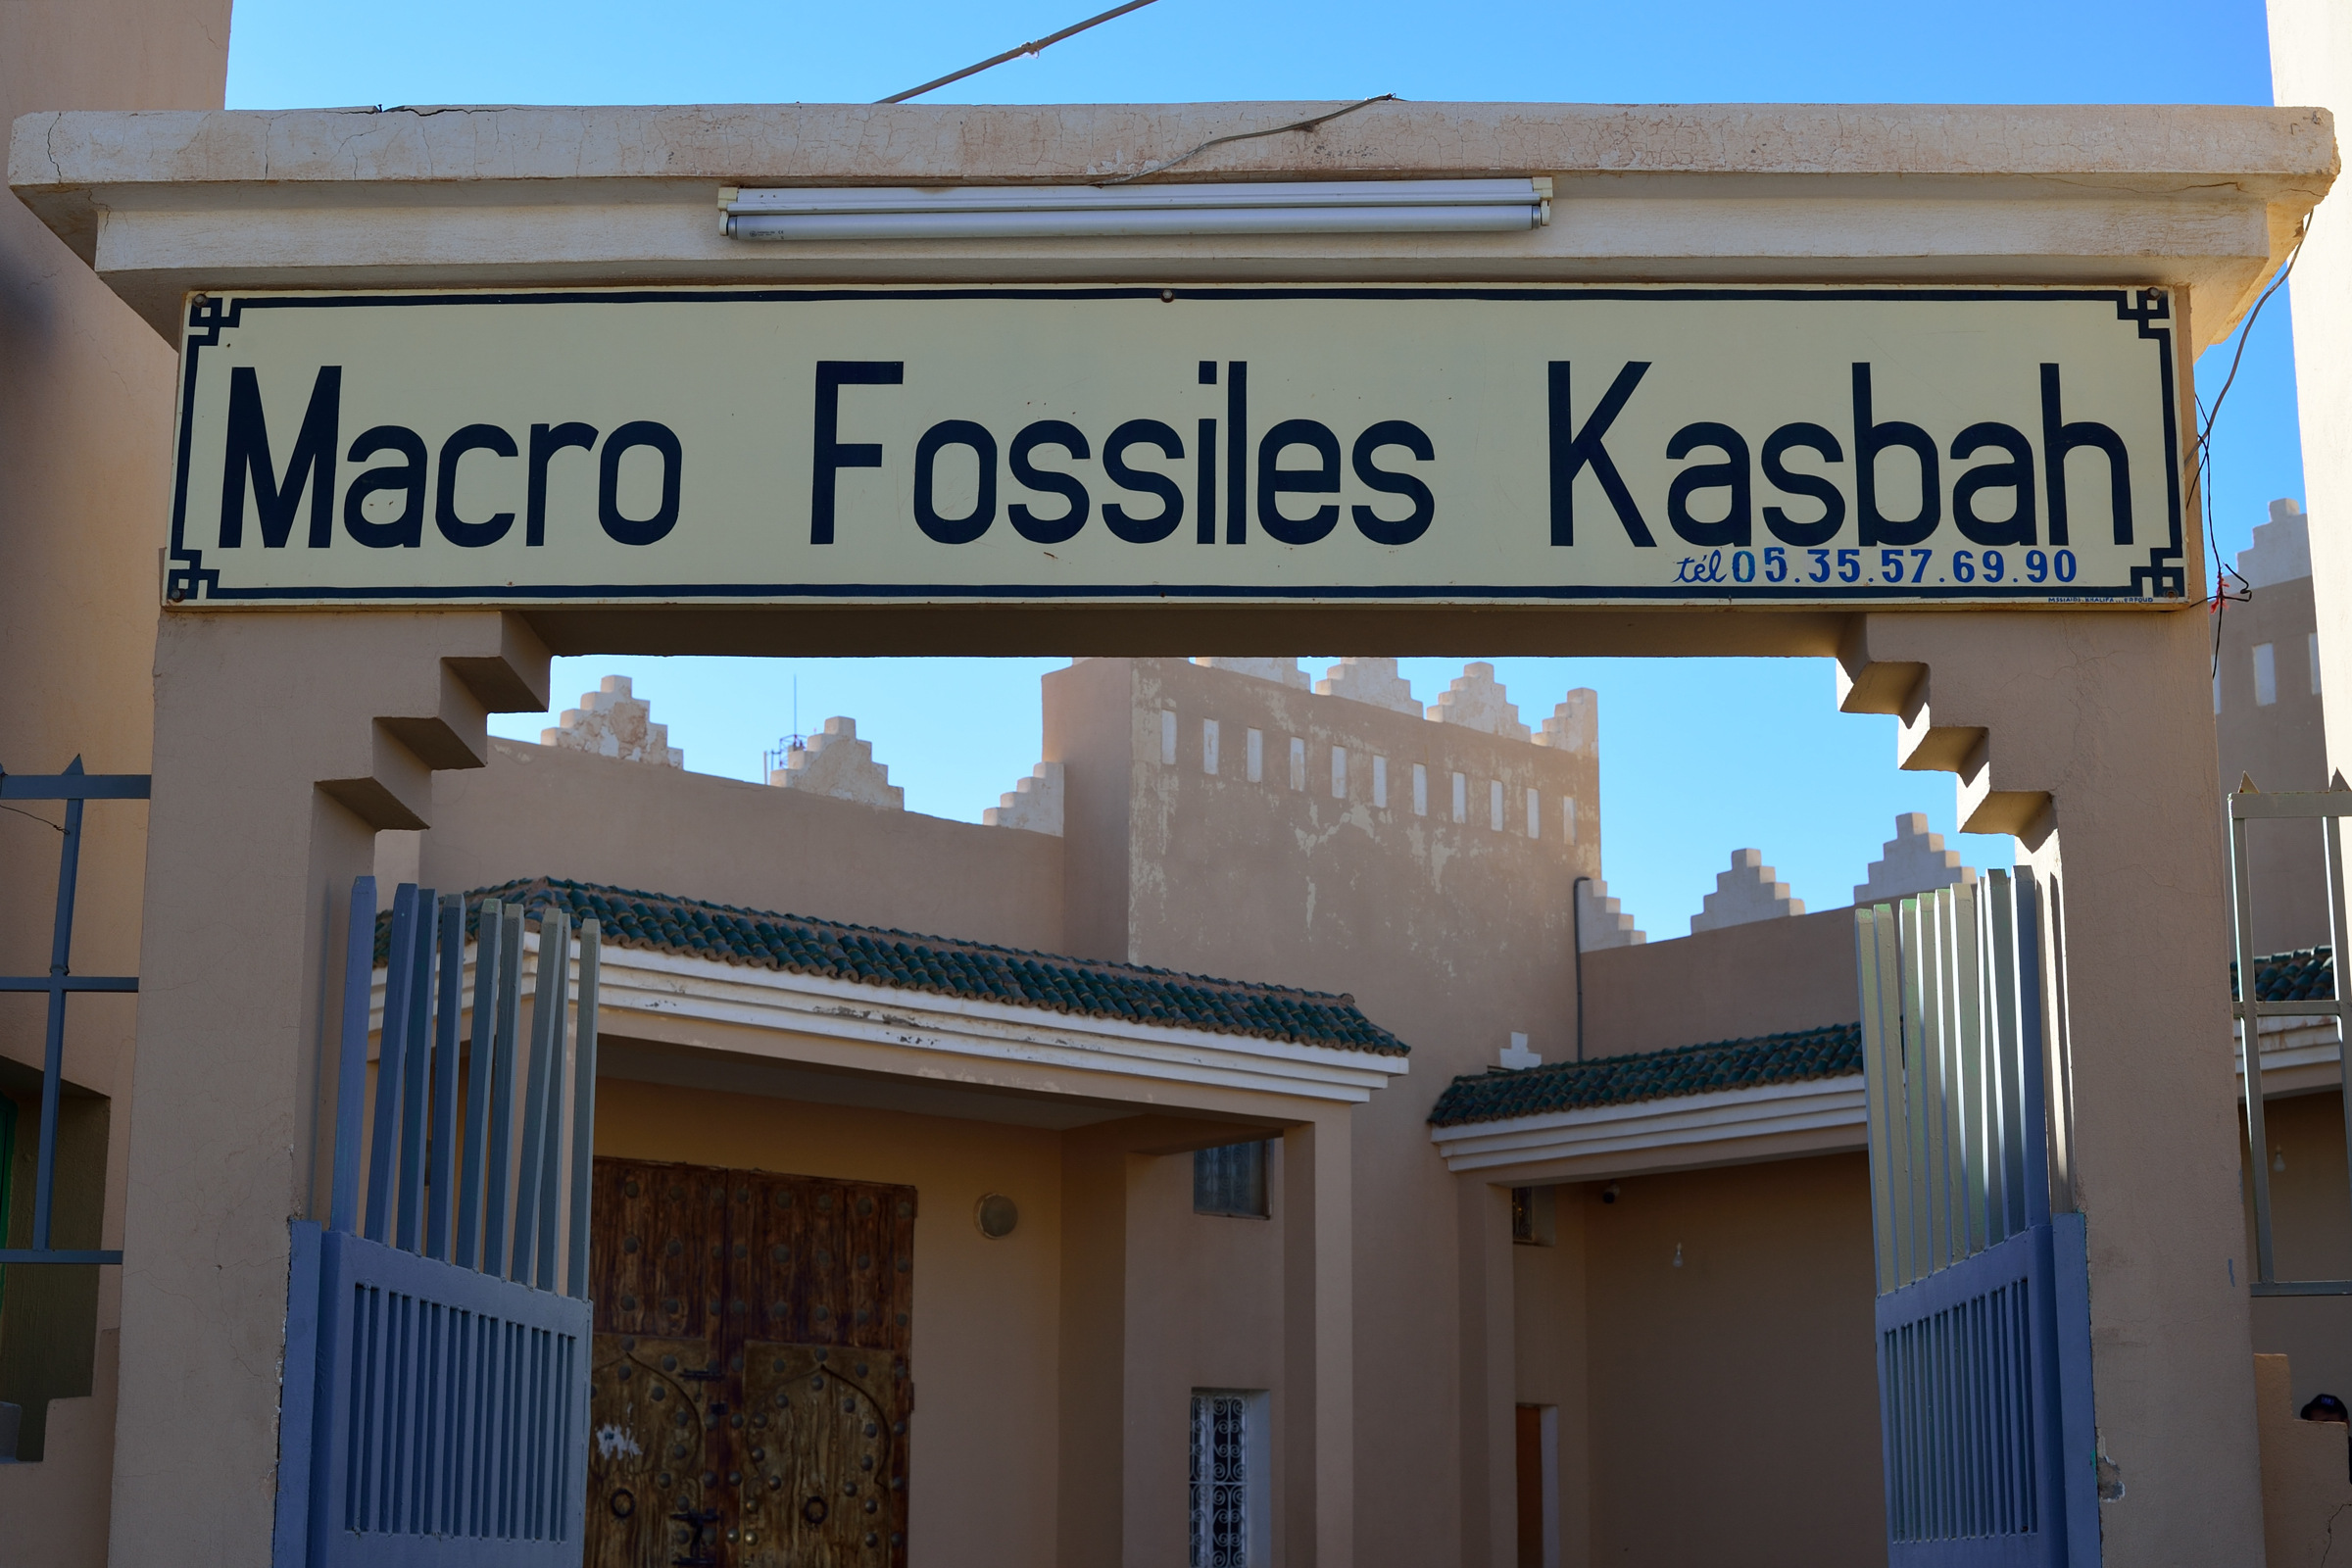 Macro Fossiles Kasbah
tél 05.35.57.69.90